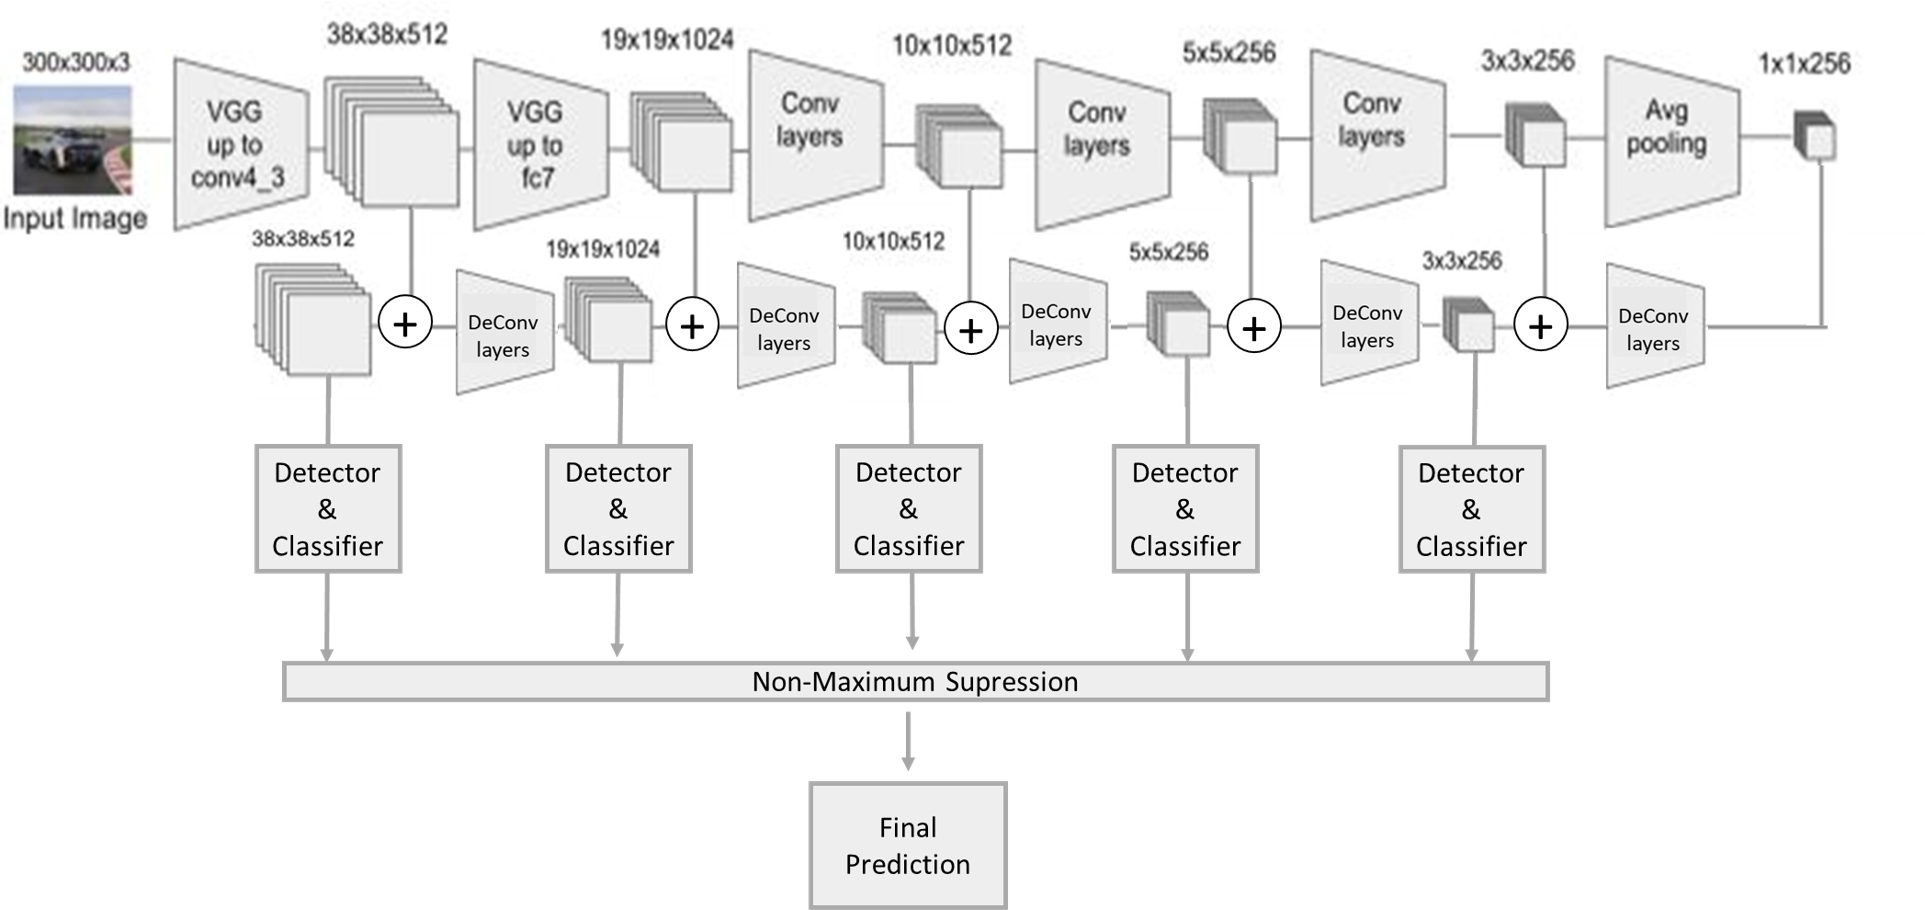 300x300x3
38x38x512
19x19x1024
10x10x512
5x5x256
3x3x256
1x1x256
VGG
up to
conv4_3
VGG
up to
fc7
Conv
layers
Conv
layers
Conv
layers
Avg
pooling
Input Image
38x38x512
19x19x1024
10x10x512
5x5x256
3x3x256
+
DeConv
layers
+
DeConv
layers
+
DeConv
layers
+
DeConv
layers
+
DeConv
layers
Detector
&
Classifier
Detector
&
Classifier
Detector
&
Classifier
Detector
&
Classifier
Detector
&
Classifier
Non-Maximum Supression
Final
Prediction